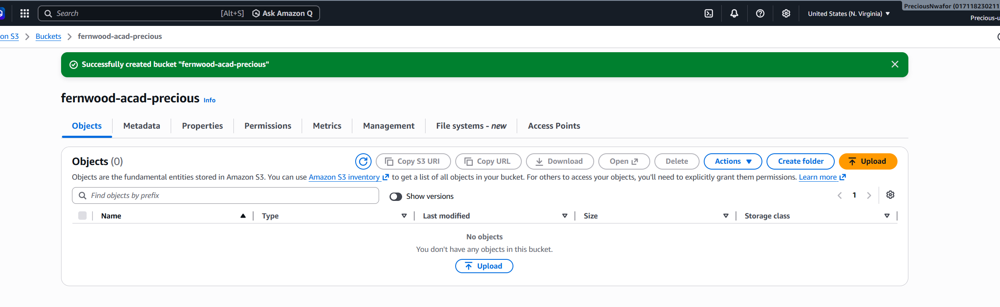 Search [Alt+S] Ask Amazon Q United States (N. Virginia) PreciousNwafor (017118230211
Precious-u
on S3 Buckets fernwood-acad-precious
Successfully created bucket "fernwood-acad-precious"
fernwood-acad-precious Info
Objects Metadata Properties Permissions Metrics Management File systems - new Access Points
Objects (0) Copy S3 URI Copy URL Download Open Delete Actions Create folder Upload
Objects are the fundamental entities stored in Amazon S3. You can use Amazon S3 inventory to get a list of all objects in your bucket. For others to access your objects, you'll need to explicitly grant them permissions. Learn more
Find objects by prefix Show versions 1
Name Type Last modified Size Storage class
No objects
You don't have any objects in this bucket.
Upload